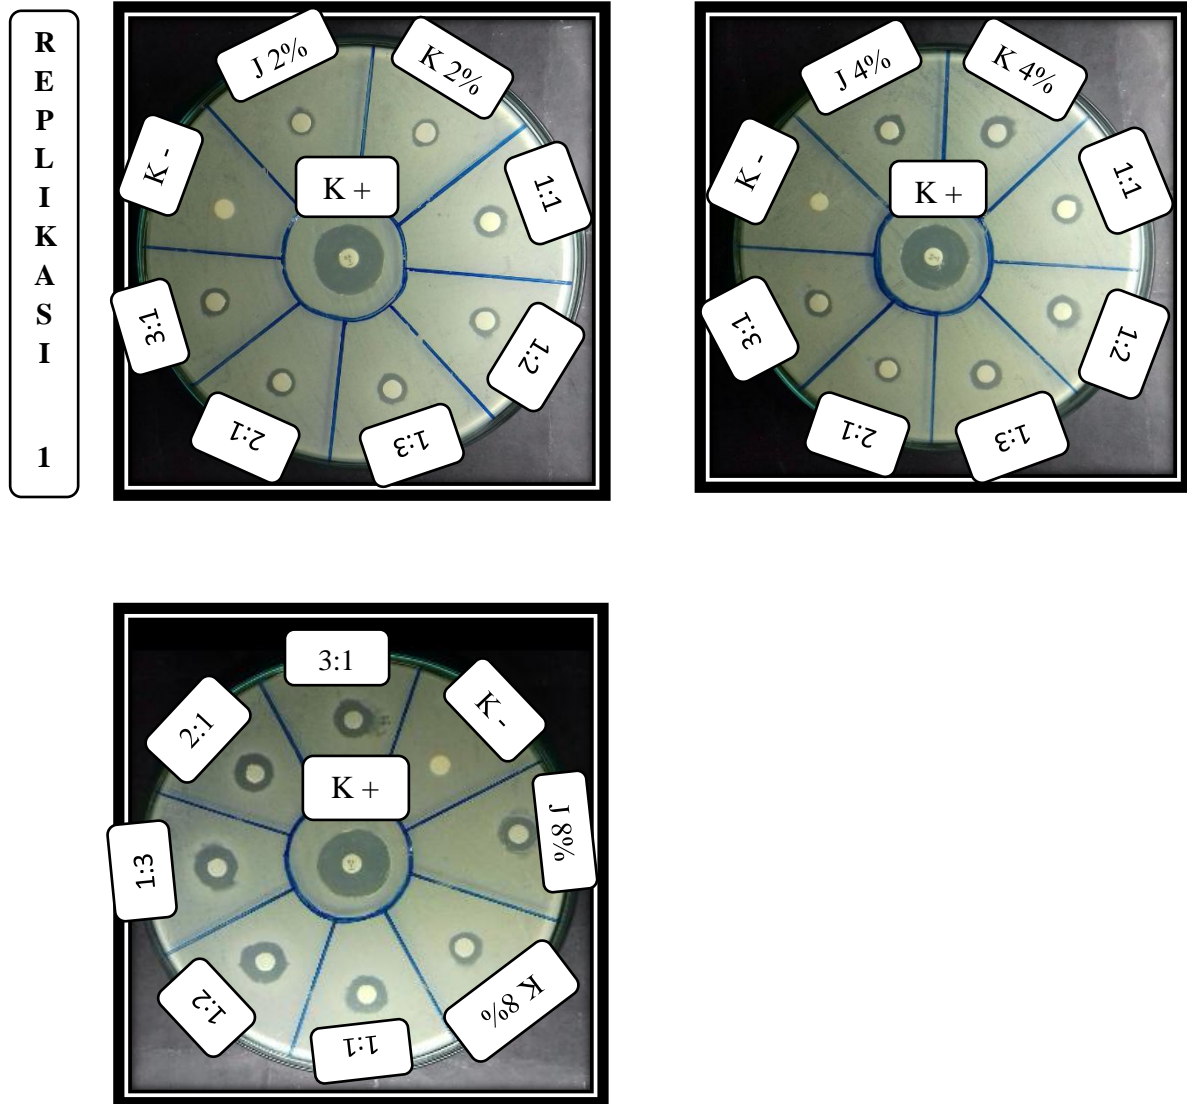 REPLIKASI 1
J 2%
K 2%
K -
K +
1:1
3:1
1:2
2:1
1:3
J 4%
K 4%
K -
K +
1:1
3:1
1:2
2:1
1:3
3:1
K -
2:1
K +
J 8%
1:3
K 8%
1:2
1:1